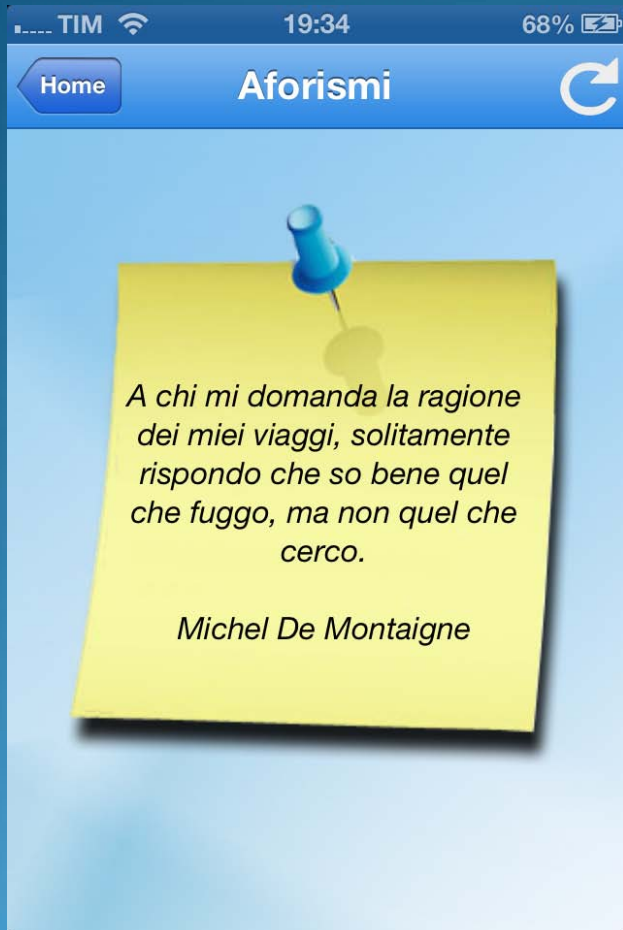 TIM 19:34 68%
Home Aforismi
A chi mi domanda la ragione
dei miei viaggi, solitamente
rispondo che so bene quel
che fuggo, ma non quel che
cerco.
Michel De Montaigne